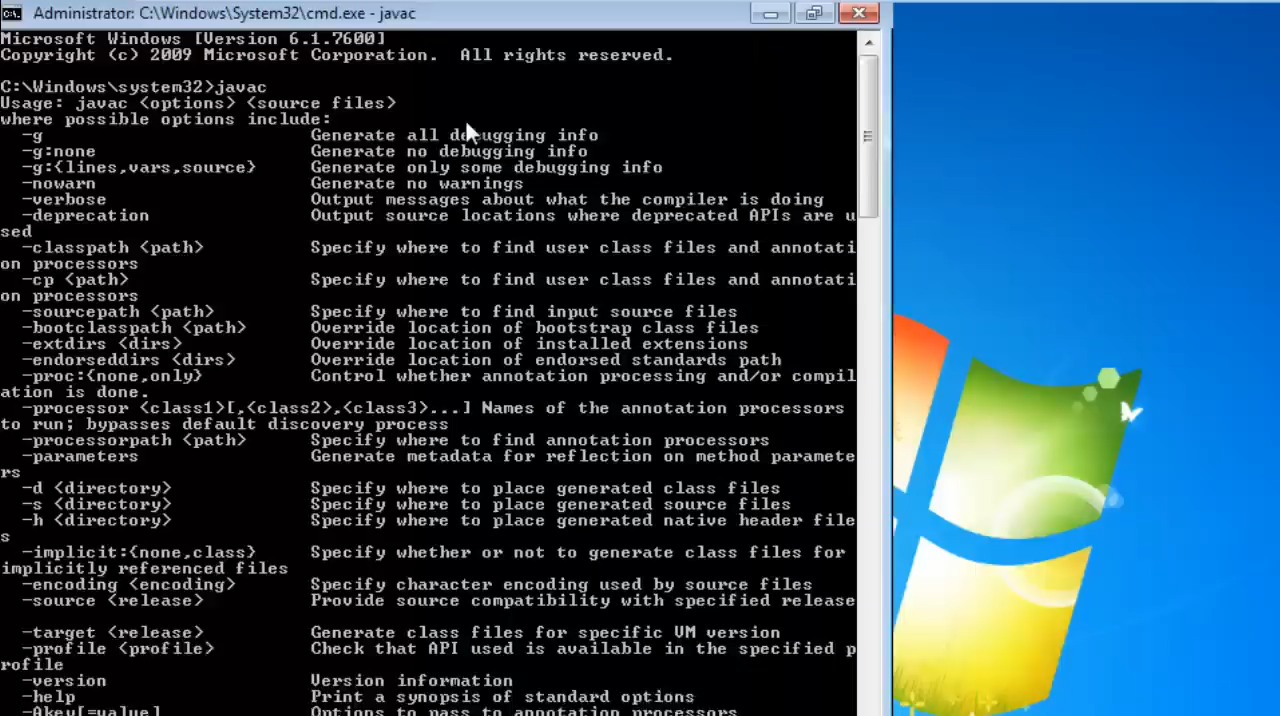 Administrator: C:\Windows\System32\cmd.exe - javac
Microsoft Windows [Version 6.1.7600]
Copyright (c) 2009 Microsoft Corporation.  All rights reserved.
C:\Windows\system32>javac
Usage: javac <options> <source files>
where possible options include:
  -g                         Generate all debugging info
  -g:none                    Generate no debugging info
  -g:{lines,vars,source}     Generate only some debugging info
  -nowarn                    Generate no warnings
  -verbose                   Output messages about what the compiler is doing
  -deprecation               Output source locations where deprecated APIs are u
sed
  -classpath <path>          Specify where to find user class files and annotati
on processors
  -cp <path>                 Specify where to find user class files and annotati
on processors
  -sourcepath <path>         Specify where to find input source files
  -bootclasspath <path>      Override location of bootstrap class files
  -extdirs <dirs>            Override location of installed extensions
  -endorseddirs <dirs>       Override location of endorsed standards path
  -proc:{none,only}          Control whether annotation processing and/or compil
ation is done.
  -processor <class1>[,<class2>,<class3>...] Names of the annotation processors
to run; bypasses default discovery process
  -processorpath <path>      Specify where to find annotation processors
  -parameters                Generate metadata for reflection on method paramete
rs
  -d <directory>             Specify where to place generated class files
  -s <directory>             Specify where to place generated source files
  -h <directory>             Specify where to place generated native header file
s
  -implicit:{none,class}     Specify whether or not to generate class files for
implicitly referenced files
  -encoding <encoding>       Specify character encoding used by source files
  -source <release>          Provide source compatibility with specified release
  -target <release>          Generate class files for specific VM version
  -profile <profile>         Check that API used is available in the specified p
rofile
  -version                   Version information
  -help                      Print a synopsis of standard options
  -Akey[=value]              Options to pass to annotation processors